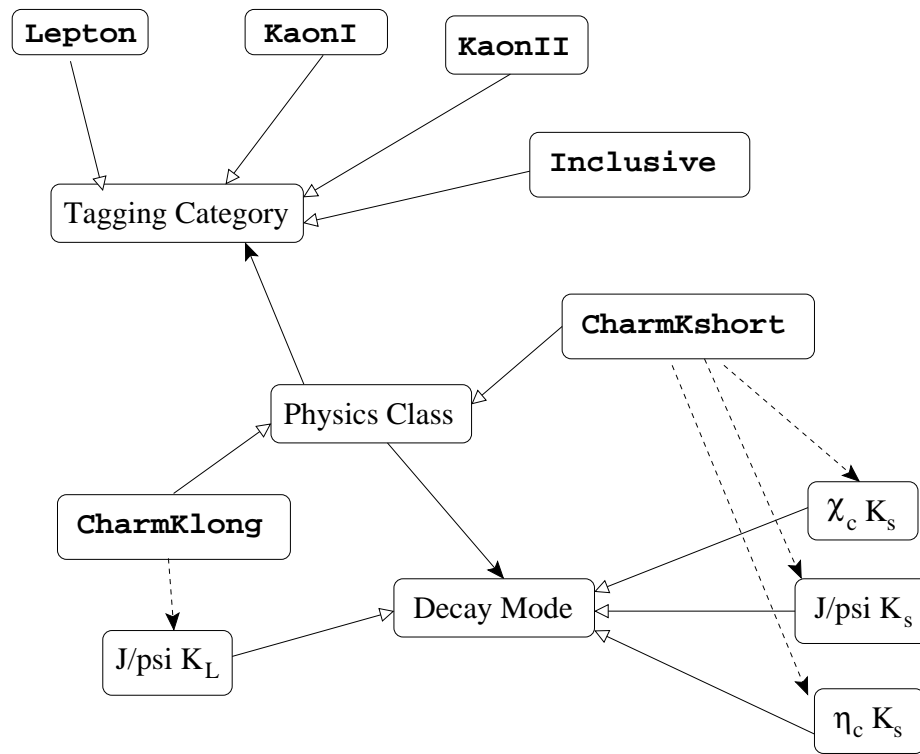 Lepton
KaonI
KaonII
Inclusive
Tagging Category
CharmKshort
Physics Class
CharmKlong
χc Ks
Decay Mode
J/psi Ks
J/psi KL
ηc Ks